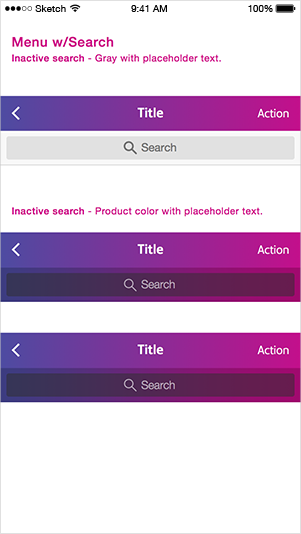 Sketch 9:41 AM 100%
Menu w/Search
Inactive search - Gray with placeholder text.
Title Action
Search
Inactive search - Product color with placeholder text.
Title Action
Search
Title Action
Search